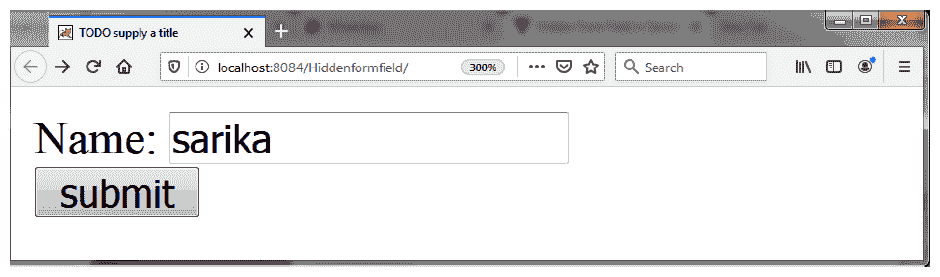 TODO supply a title
localhost:8084/Hiddenformfield/ 300% Search
Name: sarika
submit